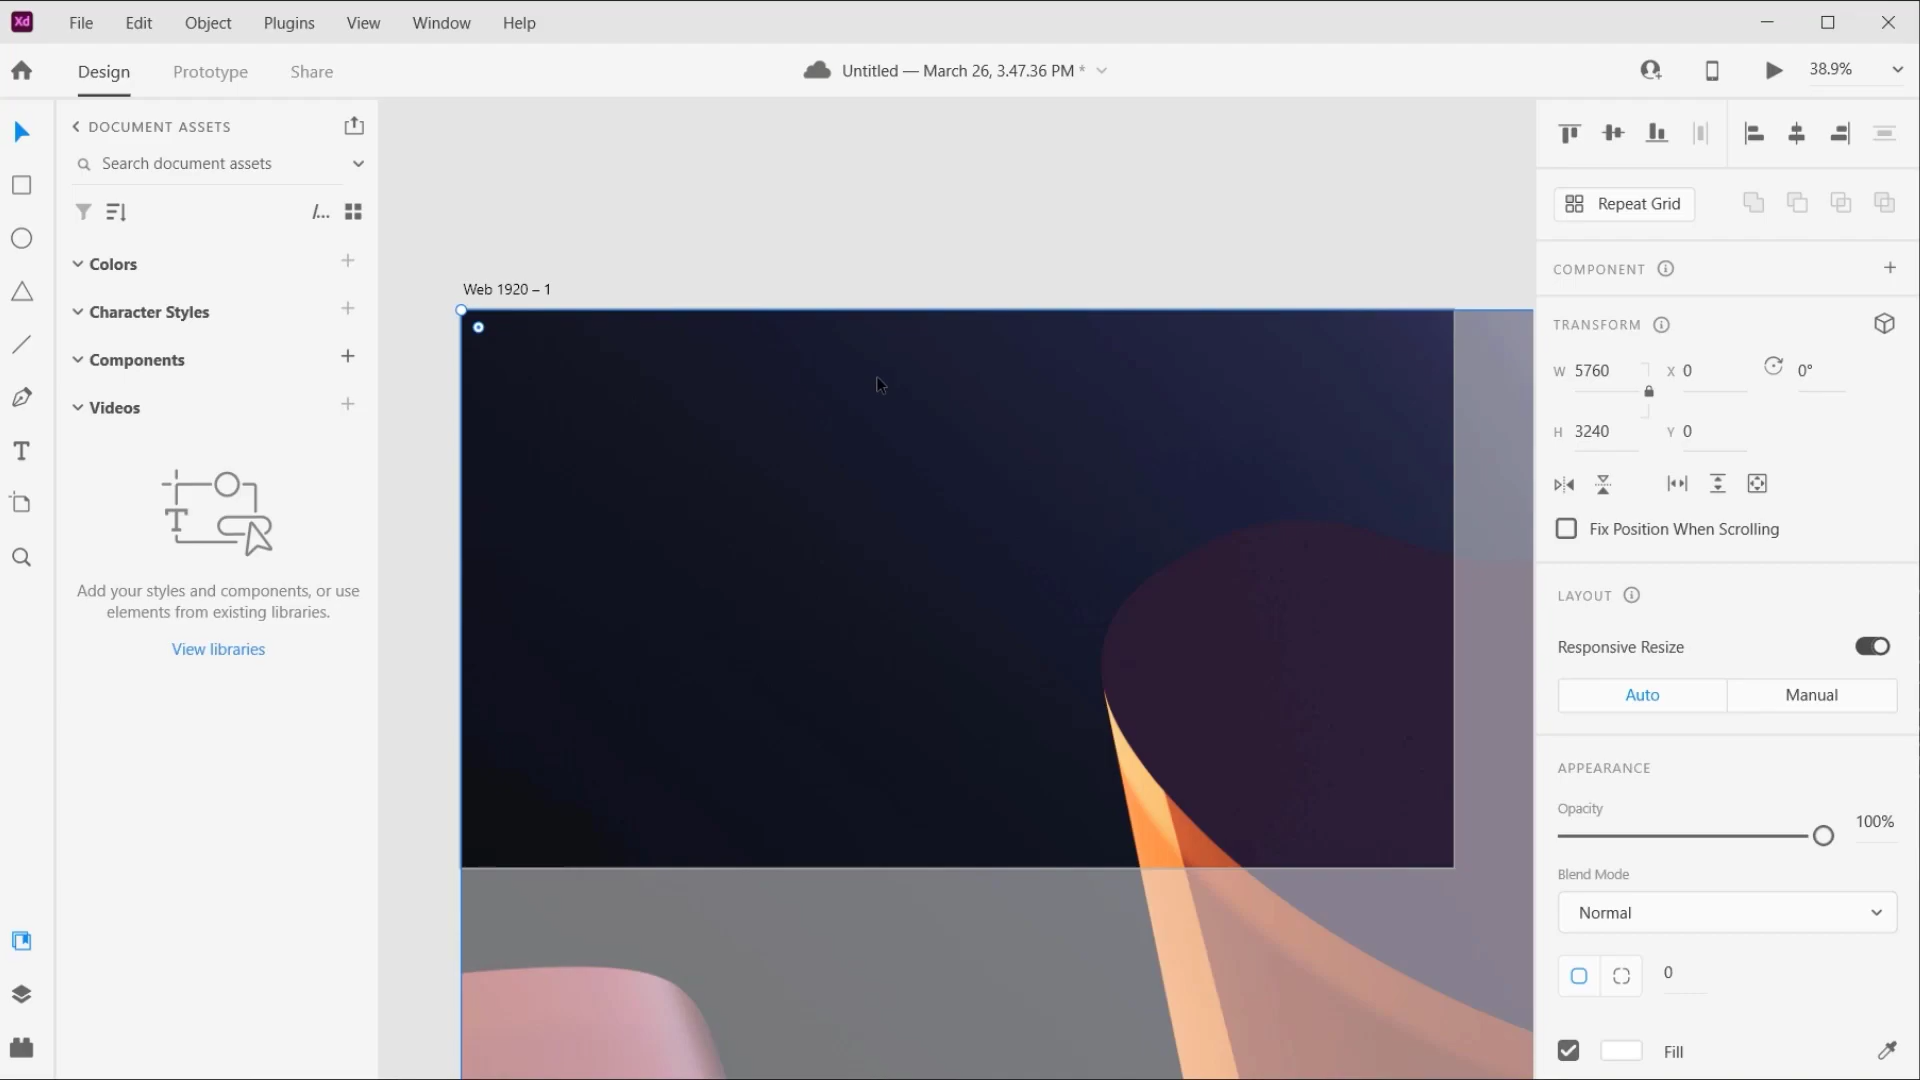 Xd File Edit Object Plugins View Window Help
Design Prototype Share
Untitled — March 26, 3.47.36 PM *
38.9%
DOCUMENT ASSETS
Search document assets
/...
Colors
Character Styles
Components
Videos
Add your styles and components, or use
elements from existing libraries.
View libraries
T
Web 1920 – 1
Repeat Grid
COMPONENT
TRANSFORM
W 5760 X 0 0°
H 3240 Y 0
Fix Position When Scrolling
LAYOUT
Responsive Resize
Auto Manual
APPEARANCE
Opacity
100%
Blend Mode
Normal
0
Fill